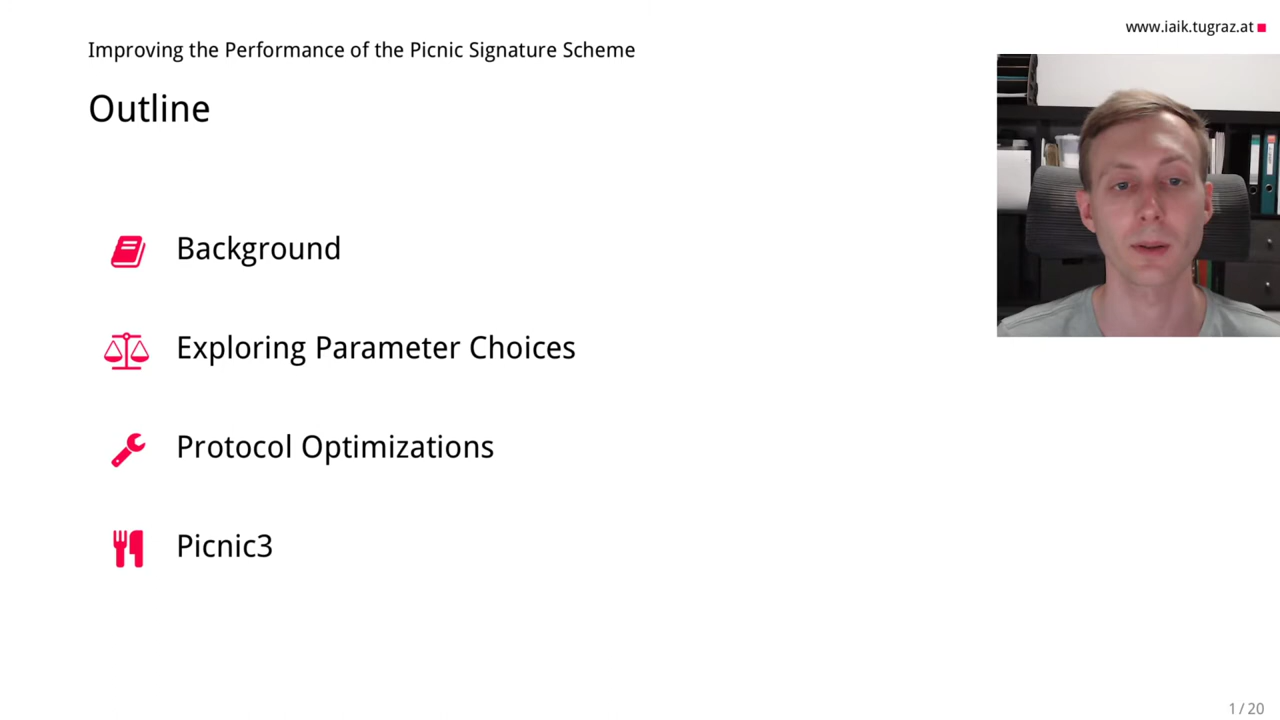 www.iaik.tugraz.at
Improving the Performance of the Picnic Signature Scheme
Outline
Background
Exploring Parameter Choices
Protocol Optimizations
Picnic3
1 / 20